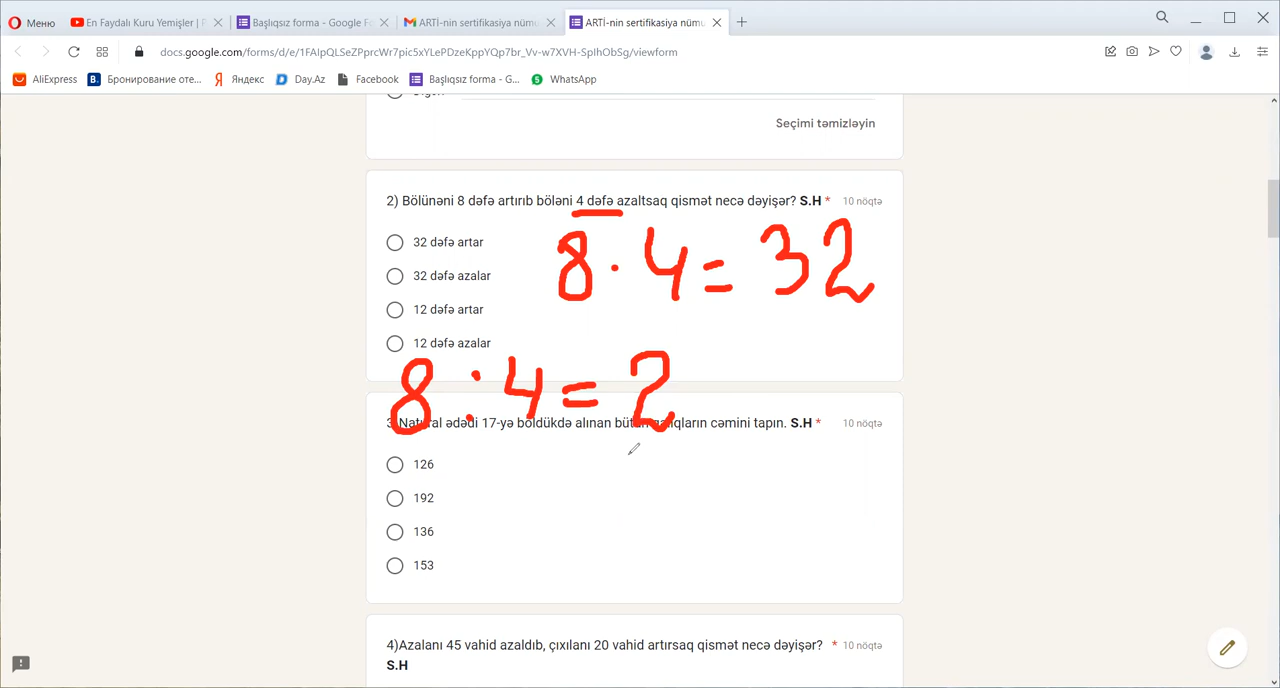 Меню
En Faydalı Kuru Yemişler | F
Başlıqsız forma - Google Fo
ARTİ-nin sertifikasiya nümu
ARTİ-nin sertifikasiya nümu
docs.google.com/forms/d/e/1FAIpQLSeZPprcWr7pic5xYLePDzeKppYQp7br_Vv-w7XVH-SpIhObSg/viewform
AliExpress
Бронирование оте...
Яндекс
Day.Az
Facebook
Başlıqsız forma - G...
WhatsApp
Seçimi təmizləyin
2) Bölünəni 8 dəfə artırıb böləni 4 dəfə azaltsaq qismət necə dəyişər? S.H * 10 nöqtə
32 dəfə artar
32 dəfə azalar
12 dəfə artar
12 dəfə azalar
8 · 4 = 32
8 : 4 = 2
3) Natural ədədi 17-yə böldükdə alınan bütün qalıqların cəmini tapın. S.H * 10 nöqtə
126
192
136
153
4)Azalanı 45 vahid azaldıb, çıxılanı 20 vahid artırsaq qismət necə dəyişər? * 10 nöqtə
S.H